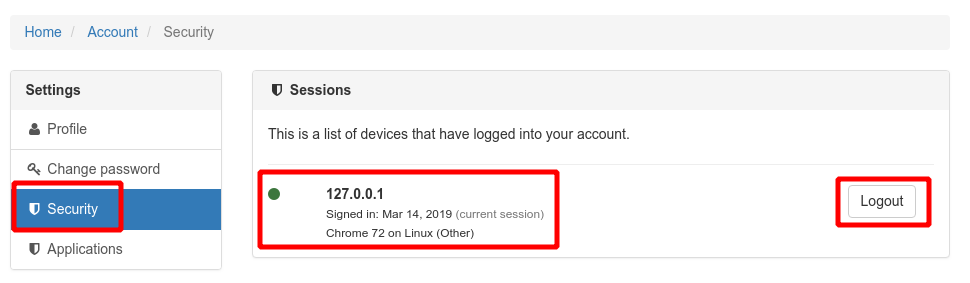 Home / Account / Security
Settings
Profile
Change password
Security
Applications
Sessions
This is a list of devices that have logged into your account.
127.0.0.1
Signed in: Mar 14, 2019 (current session)
Chrome 72 on Linux (Other)
Logout